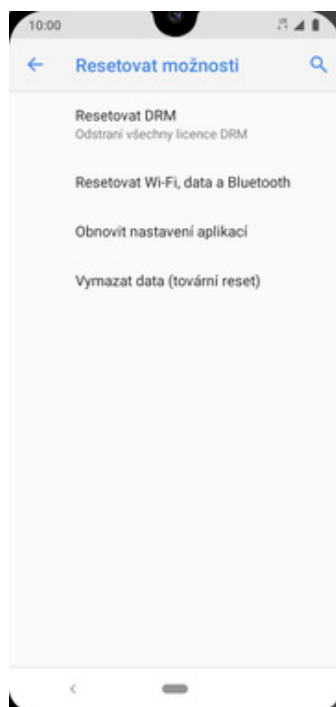 10:00
Resetovat možnosti
Resetovat DRM
Odstraní všechny licence DRM
Resetovat Wi-Fi, data a Bluetooth
Obnovit nastavení aplikací
Vymazat data (tovární reset)